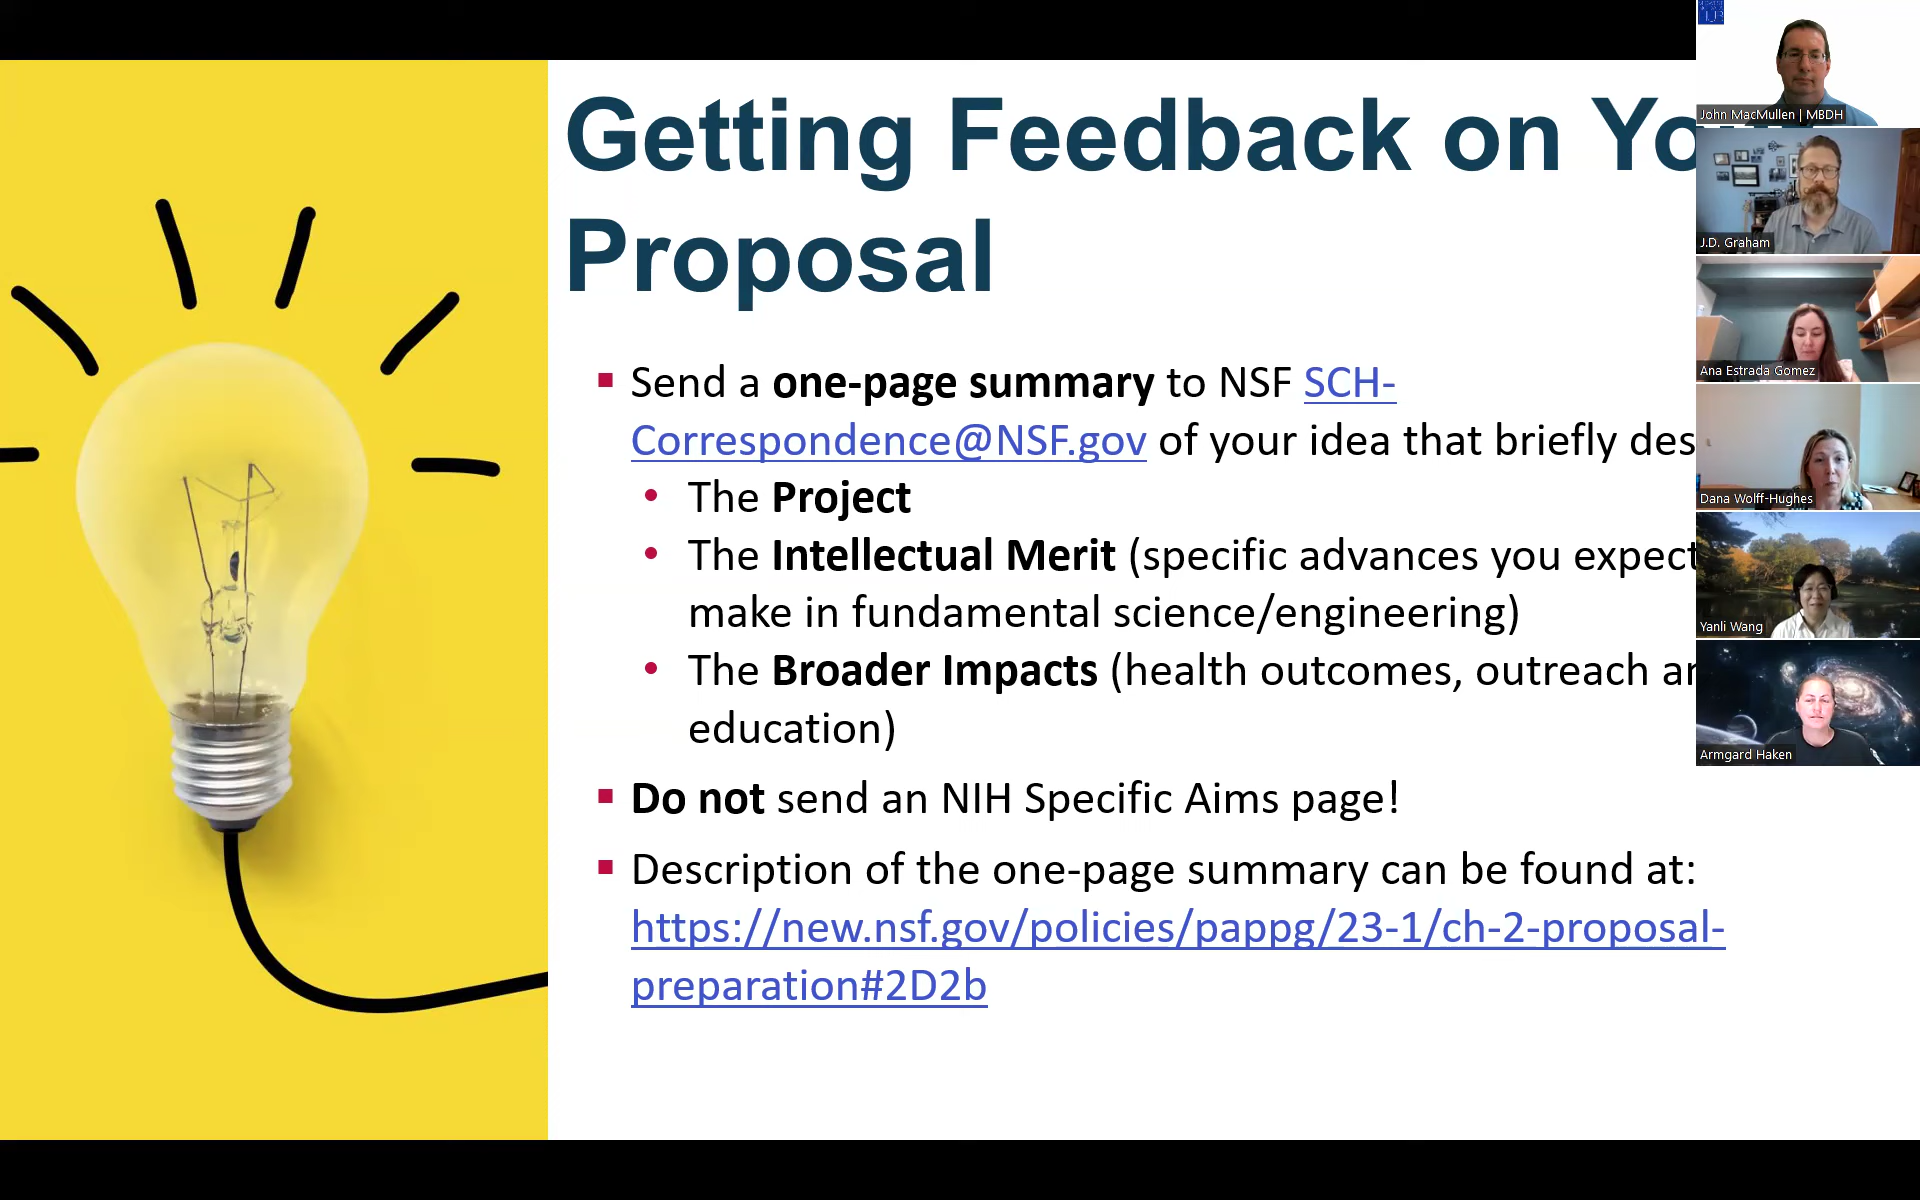 Getting Feedback on Yo
Proposal
▪ Send a one-page summary to NSF SCH-
Correspondence@NSF.gov of your idea that briefly des
• The Project
• The Intellectual Merit (specific advances you expect
make in fundamental science/engineering)
• The Broader Impacts (health outcomes, outreach ar
education)
▪ Do not send an NIH Specific Aims page!
▪ Description of the one-page summary can be found at:
https://new.nsf.gov/policies/pappg/23-1/ch-2-proposal-
preparation#2D2b
John MacMullen | MBDH
J.D. Graham
Ana Estrada Gomez
Dana Wolff-Hughes
Yanli Wang
Armgard Haken